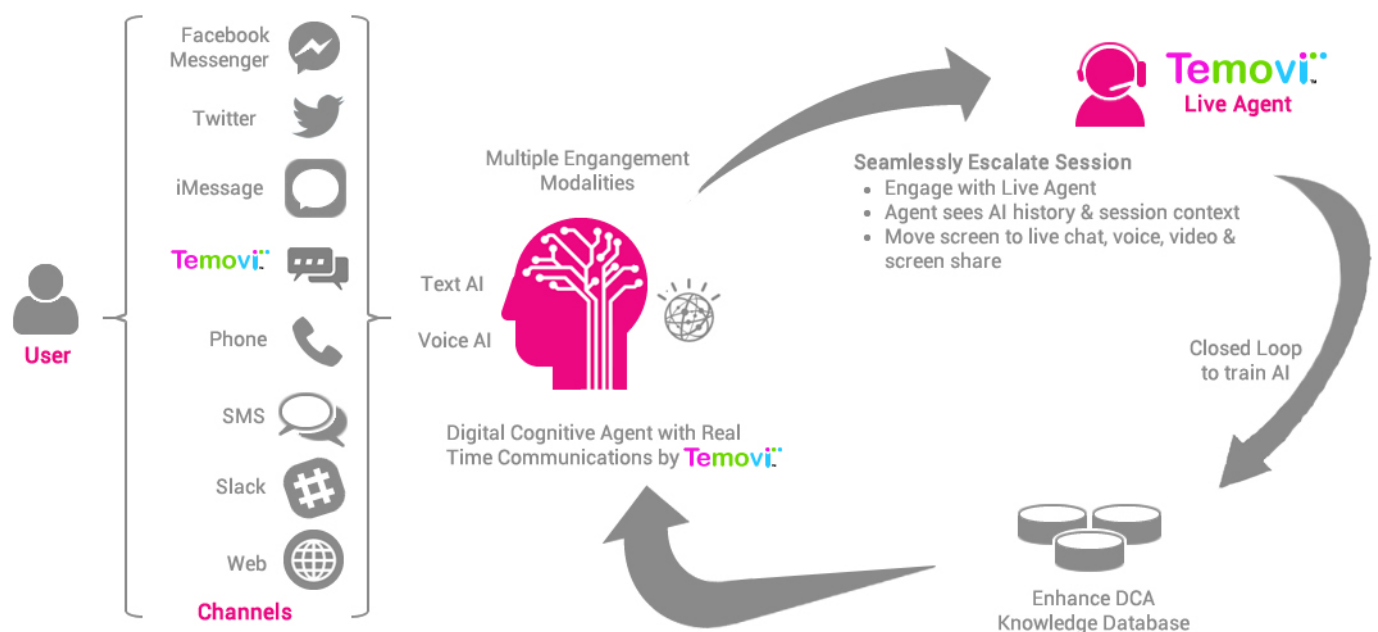 User
Facebook
Messenger
Twitter
iMessage
Temovi™
Phone
SMS
Slack
Web
Channels
Multiple Engangement
Modalities
Text AI
Voice AI
Digital Cognitive Agent with Real
Time Communications by Temovi™
Temovi™
Live Agent
Seamlessly Escalate Session
• Engage with Live Agent
• Agent sees AI history & session context
• Move screen to live chat, voice, video &
screen share
Closed Loop
to train AI
Enhance DCA
Knowledge Database